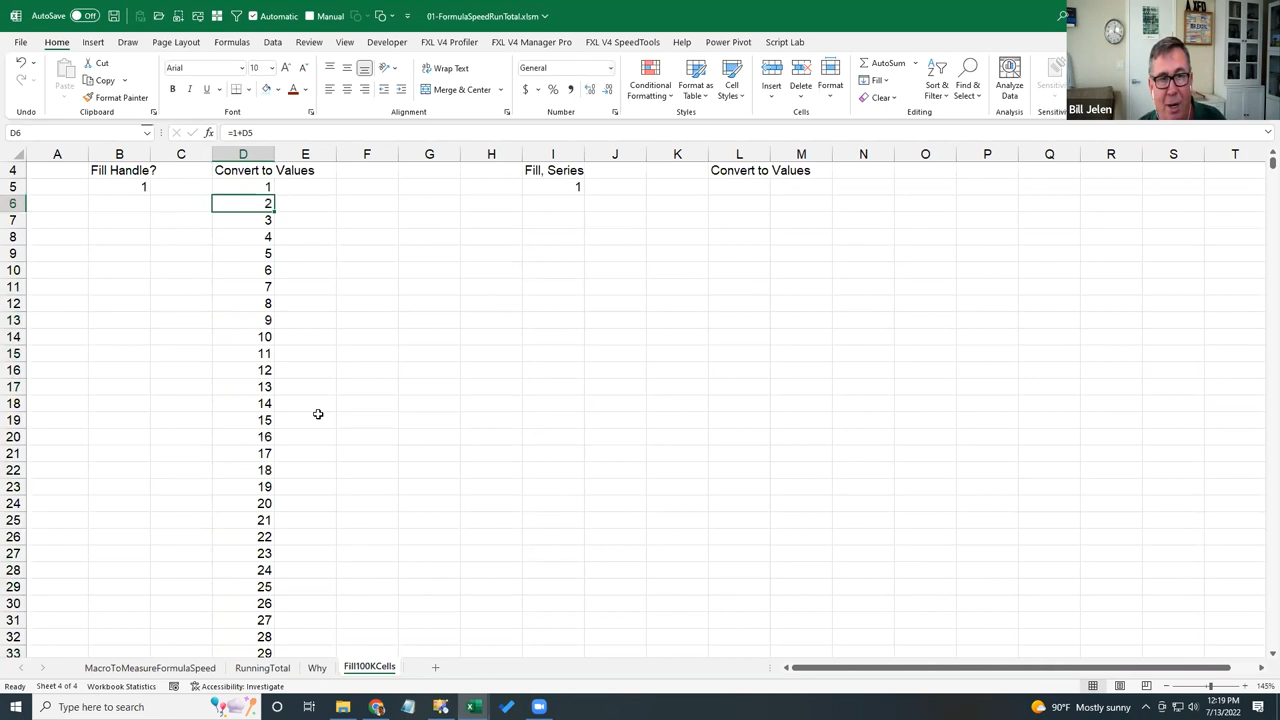 AutoSave Off Automatic Manual 01-FormulaSpeedRunTotal.xlsm
File Home Insert Draw Page Layout Formulas Data Review View Developer FXL V4 Profiler FXL V4 Manager Pro FXL V4 SpeedTools Help Power Pivot Script Lab
Cut Arial 10 Wrap Text General AutoSum
Paste Copy Conditional Formatting Format as Table Cell Styles Insert Delete Format Fill Sort & Filter Find & Select Analyze Data Sensitivity
Format Painter B I U A Merge & Center $ % Clear
Undo Clipboard Font Alignment Number Styles Cells Editing Analysis
Bill Jelen
D6 fx =1+D5
A B C D E F G H I J K L M N O P Q R S T
4 Fill Handle? Convert to Values Fill, Series Convert to Values
5 1 1 1
6 2
7 3
8 4
9 5
10 6
11 7
12 8
13 9
14 10
15 11
16 12
17 13
18 14
19 15
20 16
21 17
22 18
23 19
24 20
25 21
26 22
27 23
28 24
29 25
30 26
31 27
32 28
33 29
MacroToMeasureFormulaSpeed RunningTotal Why Fill100KCells
Ready Sheet 4 of 4 Workbook Statistics Accessibility: Investigate 145%
Type here to search 90°F Mostly sunny 12:19 PM
7/13/2022